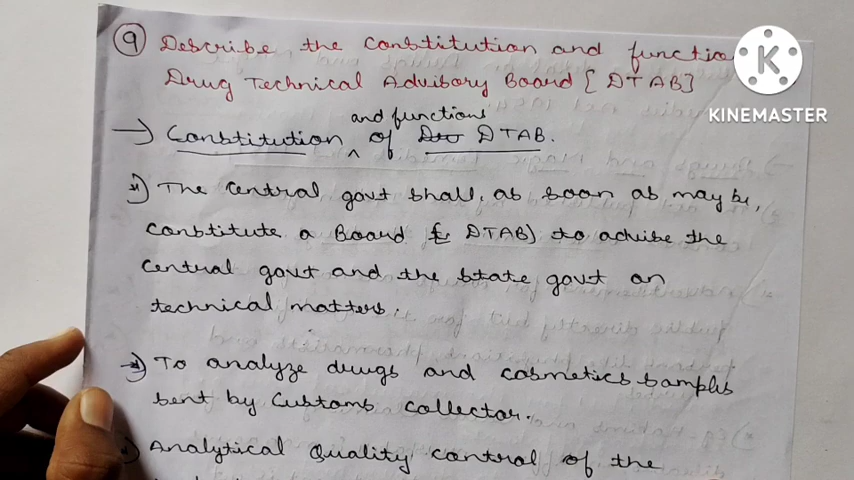 9 Describe the constitution and functio
Drug Technical Advisory Board [DTAB]
and functions
→ Constitution ^ of DTAB.
The Central govt shall, as soon as may be,
constitute a Board (DTAB) to advise the
central govt and the state govt on
technical matters.
To analyze drugs and cosmetics samples
sent by Customs collector.
Analytical Quality control of the
K
KINEMASTER